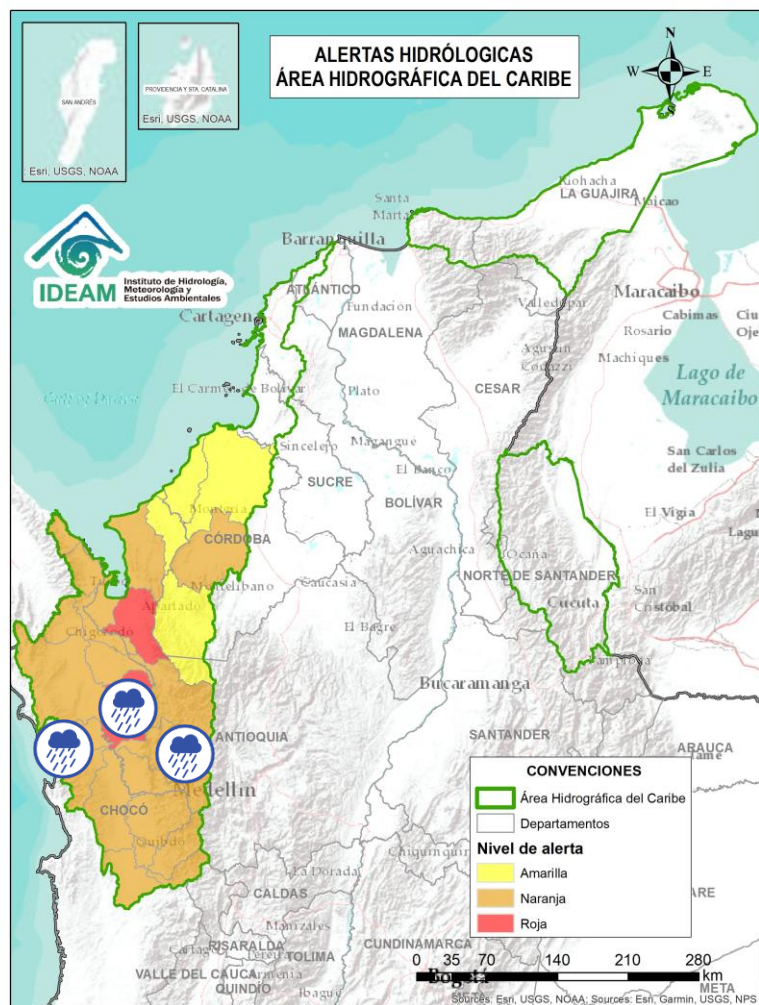 ALERTAS HIDRÓLOGICAS
ÁREA HIDROGRÁFICA DEL CARIBE
N
W
E
S
SAN ANDRÉS
Esri, USGS, NOAA
PROVIDENCIA Y STA. CATALINA
Esri, USGS, NOAA
IDEAM
Instituto de Hidrología,
Meteorología y
Estudios Ambientales
Riohacha
LA GUAJIRA
Maicao
Santa
Marta
Barranquilla
ATLÁNTICO
Fundación
Valledupar
Maracaibo
Cartagena
MAGDALENA
Cabimas
Rosario
Agustín
Codazzi
Machiques
El Carmen de Bolívar
Plato
CESAR
Lago de
Maracaibo
Sincelejo
Magangué
San Carlos
del Zulia
SUCRE
El Banco
BOLÍVAR
Montería
El Vigía
CÓRDOBA
Aguachica
Ocaña
NORTE DE SANTANDER
Montelíbano
Caucasia
Apartadó
Cucuta
San
Cristóbal
Chigorodó
El Bagre
Pamplona
Bucaramanga
ANTIOQUIA
SANTANDER
ARAUCA
Medellín
CHOCÓ
Quibdó
La Dorada
CALDAS
Manizales
RISARALDA
Pereira
TOLIMA
CUNDINAMARCA
VALLE DEL CAUCA
Armenia
QUINDÍO
Ibagué
Bogotá
META
CONVENCIONES
Área Hidrográfica del Caribe
Departamentos
Nivel de alerta
Amarilla
Naranja
Roja
0 35 70 140 210 280
km
Sources: Esri, USGS, NOAA; Sources: Esri, Garmin, USGS, NPS